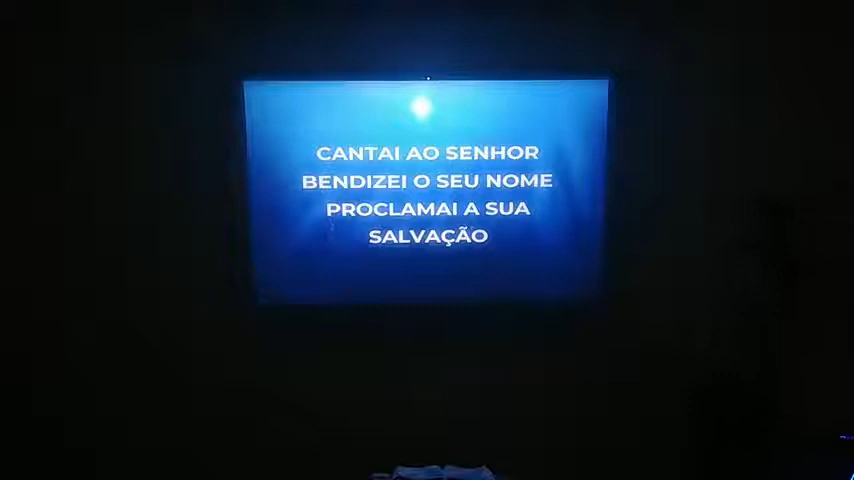 CANTAI AO SENHOR
BENDIZEI O SEU NOME
PROCLAMAI A SUA
SALVAÇÃO